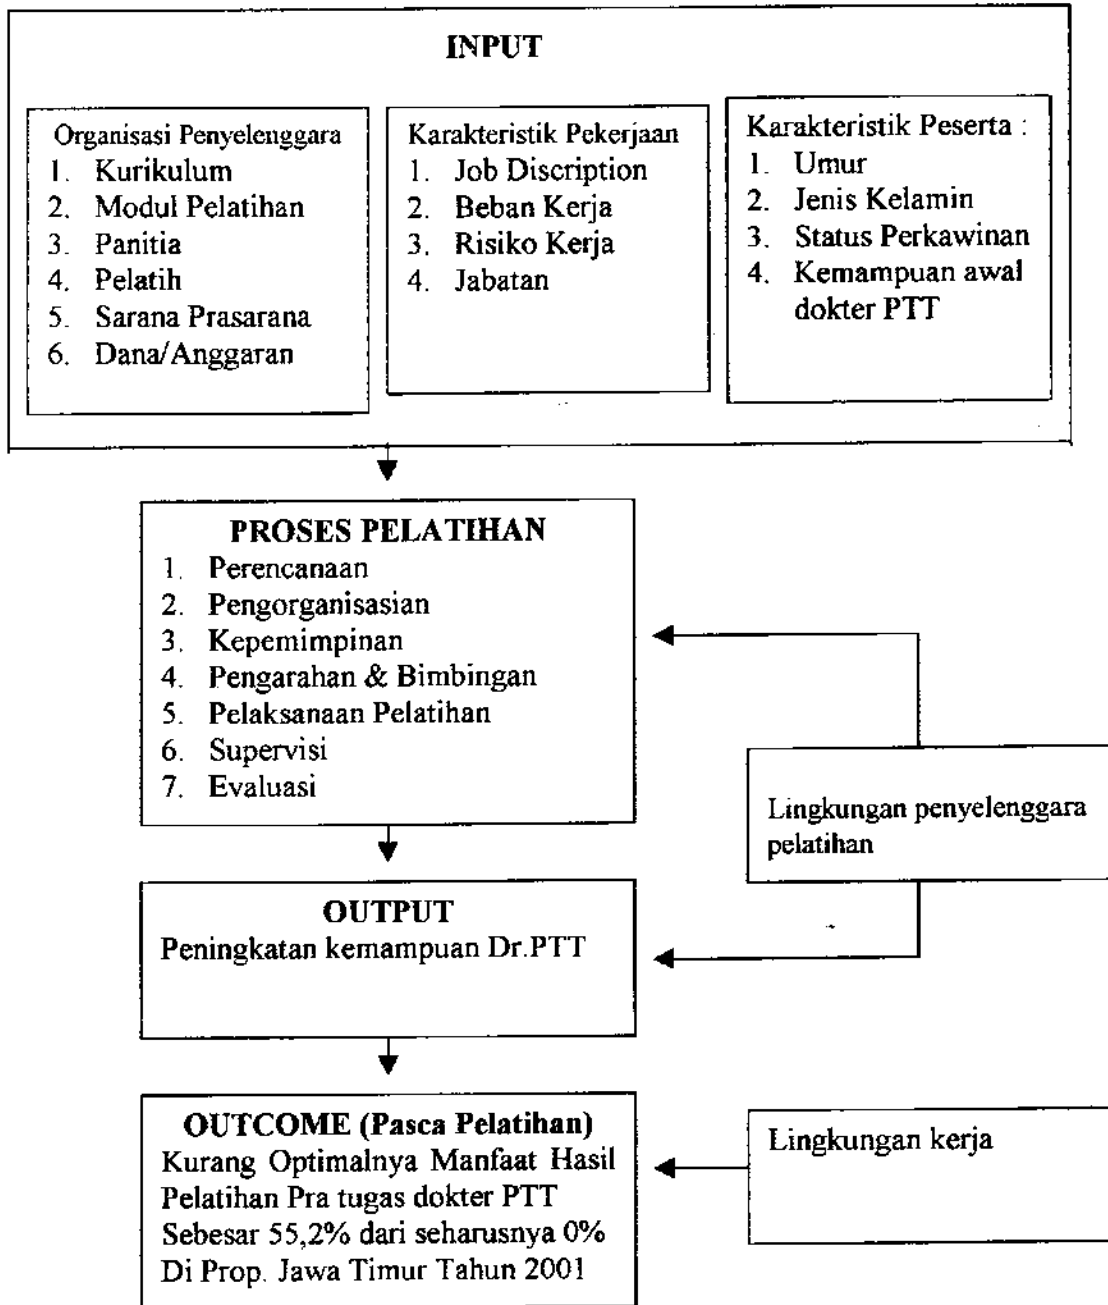 INPUT
Organisasi Penyelenggara
1. Kurikulum
2. Modul Pelatihan
3. Panitia
4. Pelatih
5. Sarana Prasarana
6. Dana/Anggaran
Karakteristik Pekerjaan
1. Job Discription
2. Beban Kerja
3. Risiko Kerja
4. Jabatan
Karakteristik Peserta :
1. Umur
2. Jenis Kelamin
3. Status Perkawinan
4. Kemampuan awal
dokter PTT
PROSES PELATIHAN
1. Perencanaan
2. Pengorganisasian
3. Kepemimpinan
4. Pengarahan & Bimbingan
5. Pelaksanaan Pelatihan
6. Supervisi
7. Evaluasi
Lingkungan penyelenggara
pelatihan
OUTPUT
Peningkatan kemampuan Dr.PTT
OUTCOME (Pasca Pelatihan)
Kurang Optimalnya Manfaat Hasil
Pelatihan Pra tugas dokter PTT
Sebesar 55,2% dari seharusnya 0%
Di Prop. Jawa Timur Tahun 2001
Lingkungan kerja